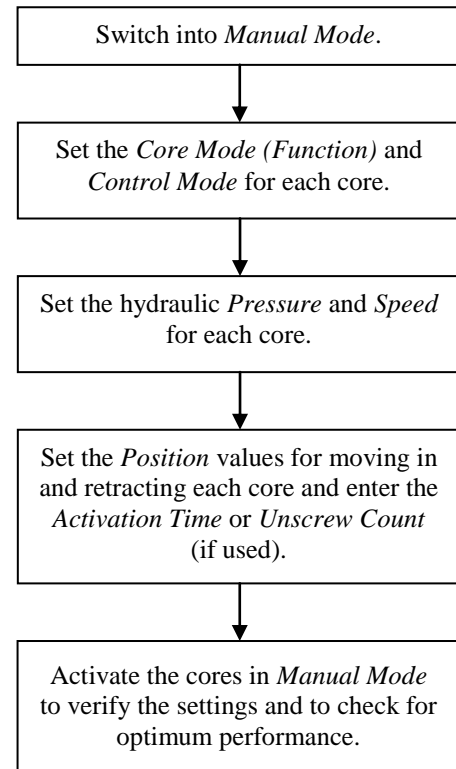 Switch into Manual Mode.
Set the Core Mode (Function) and
Control Mode for each core.
Set the hydraulic Pressure and Speed
for each core.
Set the Position values for moving in
and retracting each core and enter the
Activation Time or Unscrew Count
(if used).
Activate the cores in Manual Mode
to verify the settings and to check for
optimum performance.